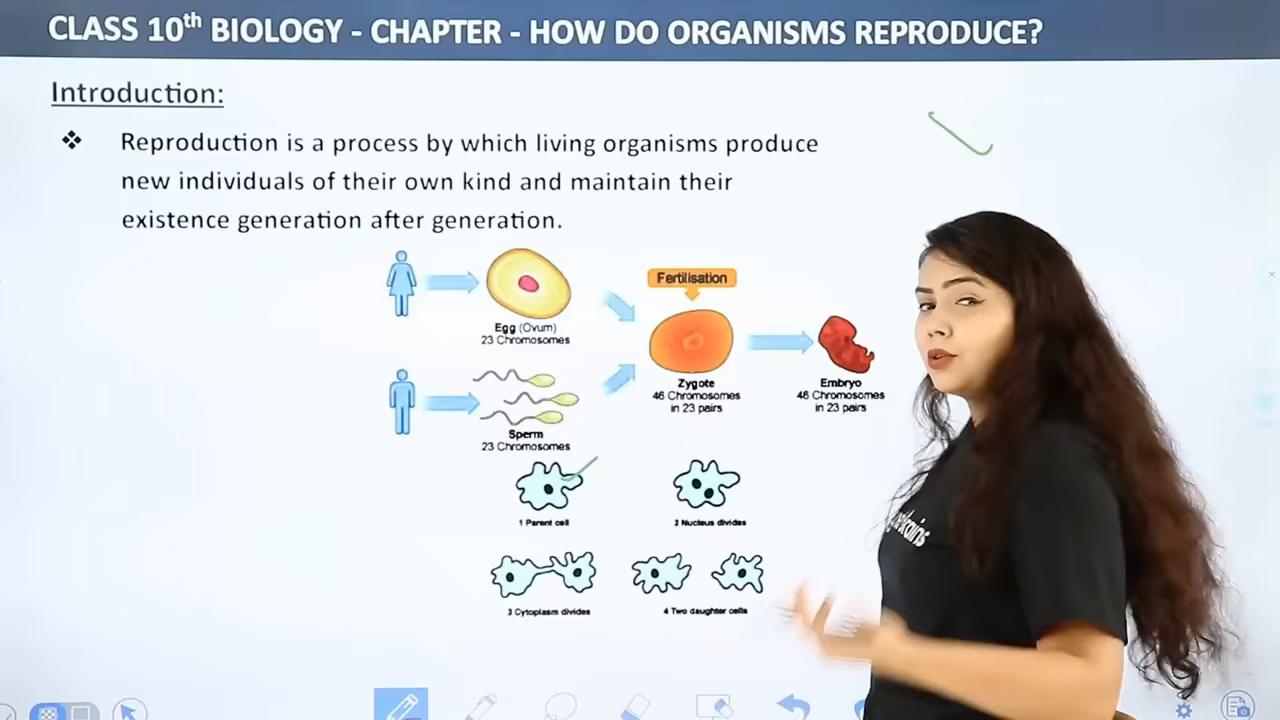 CLASS 10th BIOLOGY - CHAPTER - HOW DO ORGANISMS REPRODUCE?
Introduction:
Reproduction is a process by which living organisms produce
new individuals of their own kind and maintain their
existence generation after generation.
Fertilisation
Egg (Ovum)
23 Chromosomes
Zygote
46 Chromosomes
in 23 pairs
Embryo
46 Chromosomes
in 23 pairs
Sperm
23 Chromosomes
1 Parent cell
2 Nucleus divides
3 Cytoplasm divides
4 Two daughter cells